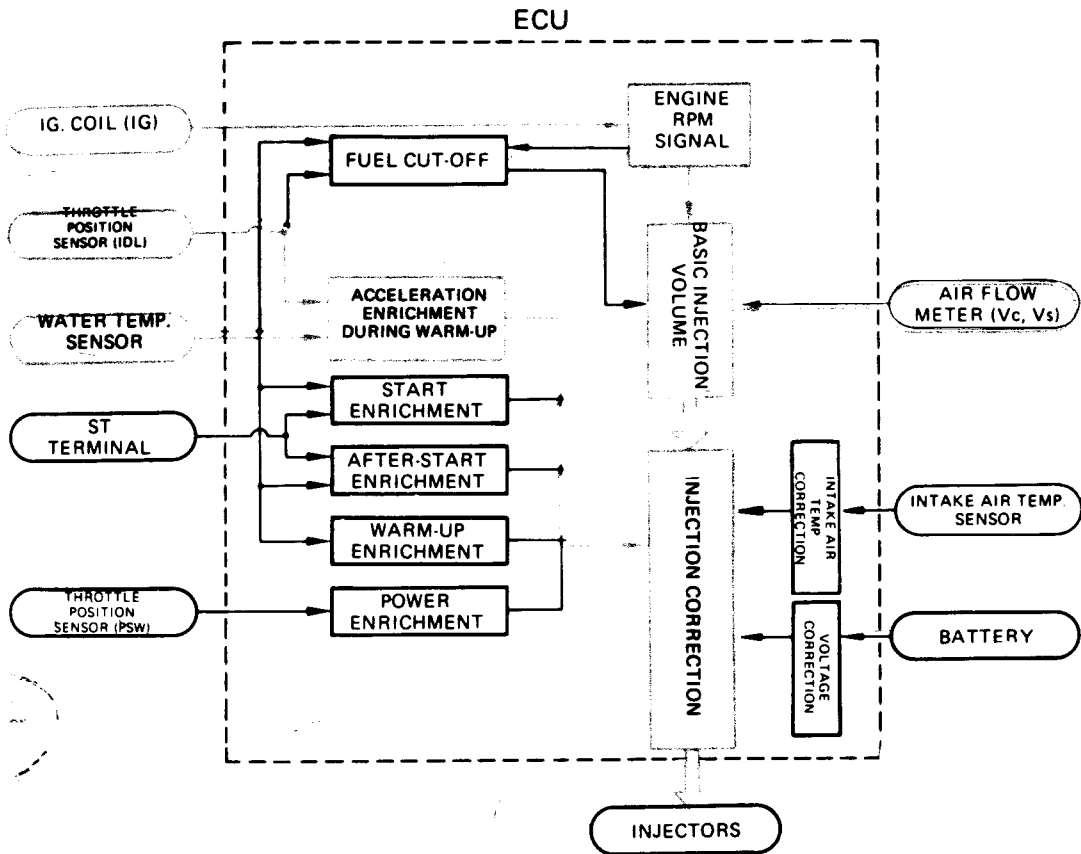 ECU
IG. COIL (IG)
ENGINE
RPM
SIGNAL
FUEL CUT-OFF
THROTTLE
POSITION
SENSOR (IDL)
BASIC INJECTION
VOLUME
WATER TEMP.
SENSOR
ACCELERATION
ENRICHMENT
DURING WARM-UP
AIR FLOW
METER (Vc, Vs)
START
ENRICHMENT
ST
TERMINAL
AFTER-START
ENRICHMENT
INJECTION CORRECTION
INTAKE AIR
TEMP
CORRECTION
INTAKE AIR TEMP.
SENSOR
WARM-UP
ENRICHMENT
THROTTLE
POSITION
SENSOR (PSW)
POWER
ENRICHMENT
VOLTAGE
CORRECTION
BATTERY
INJECTORS